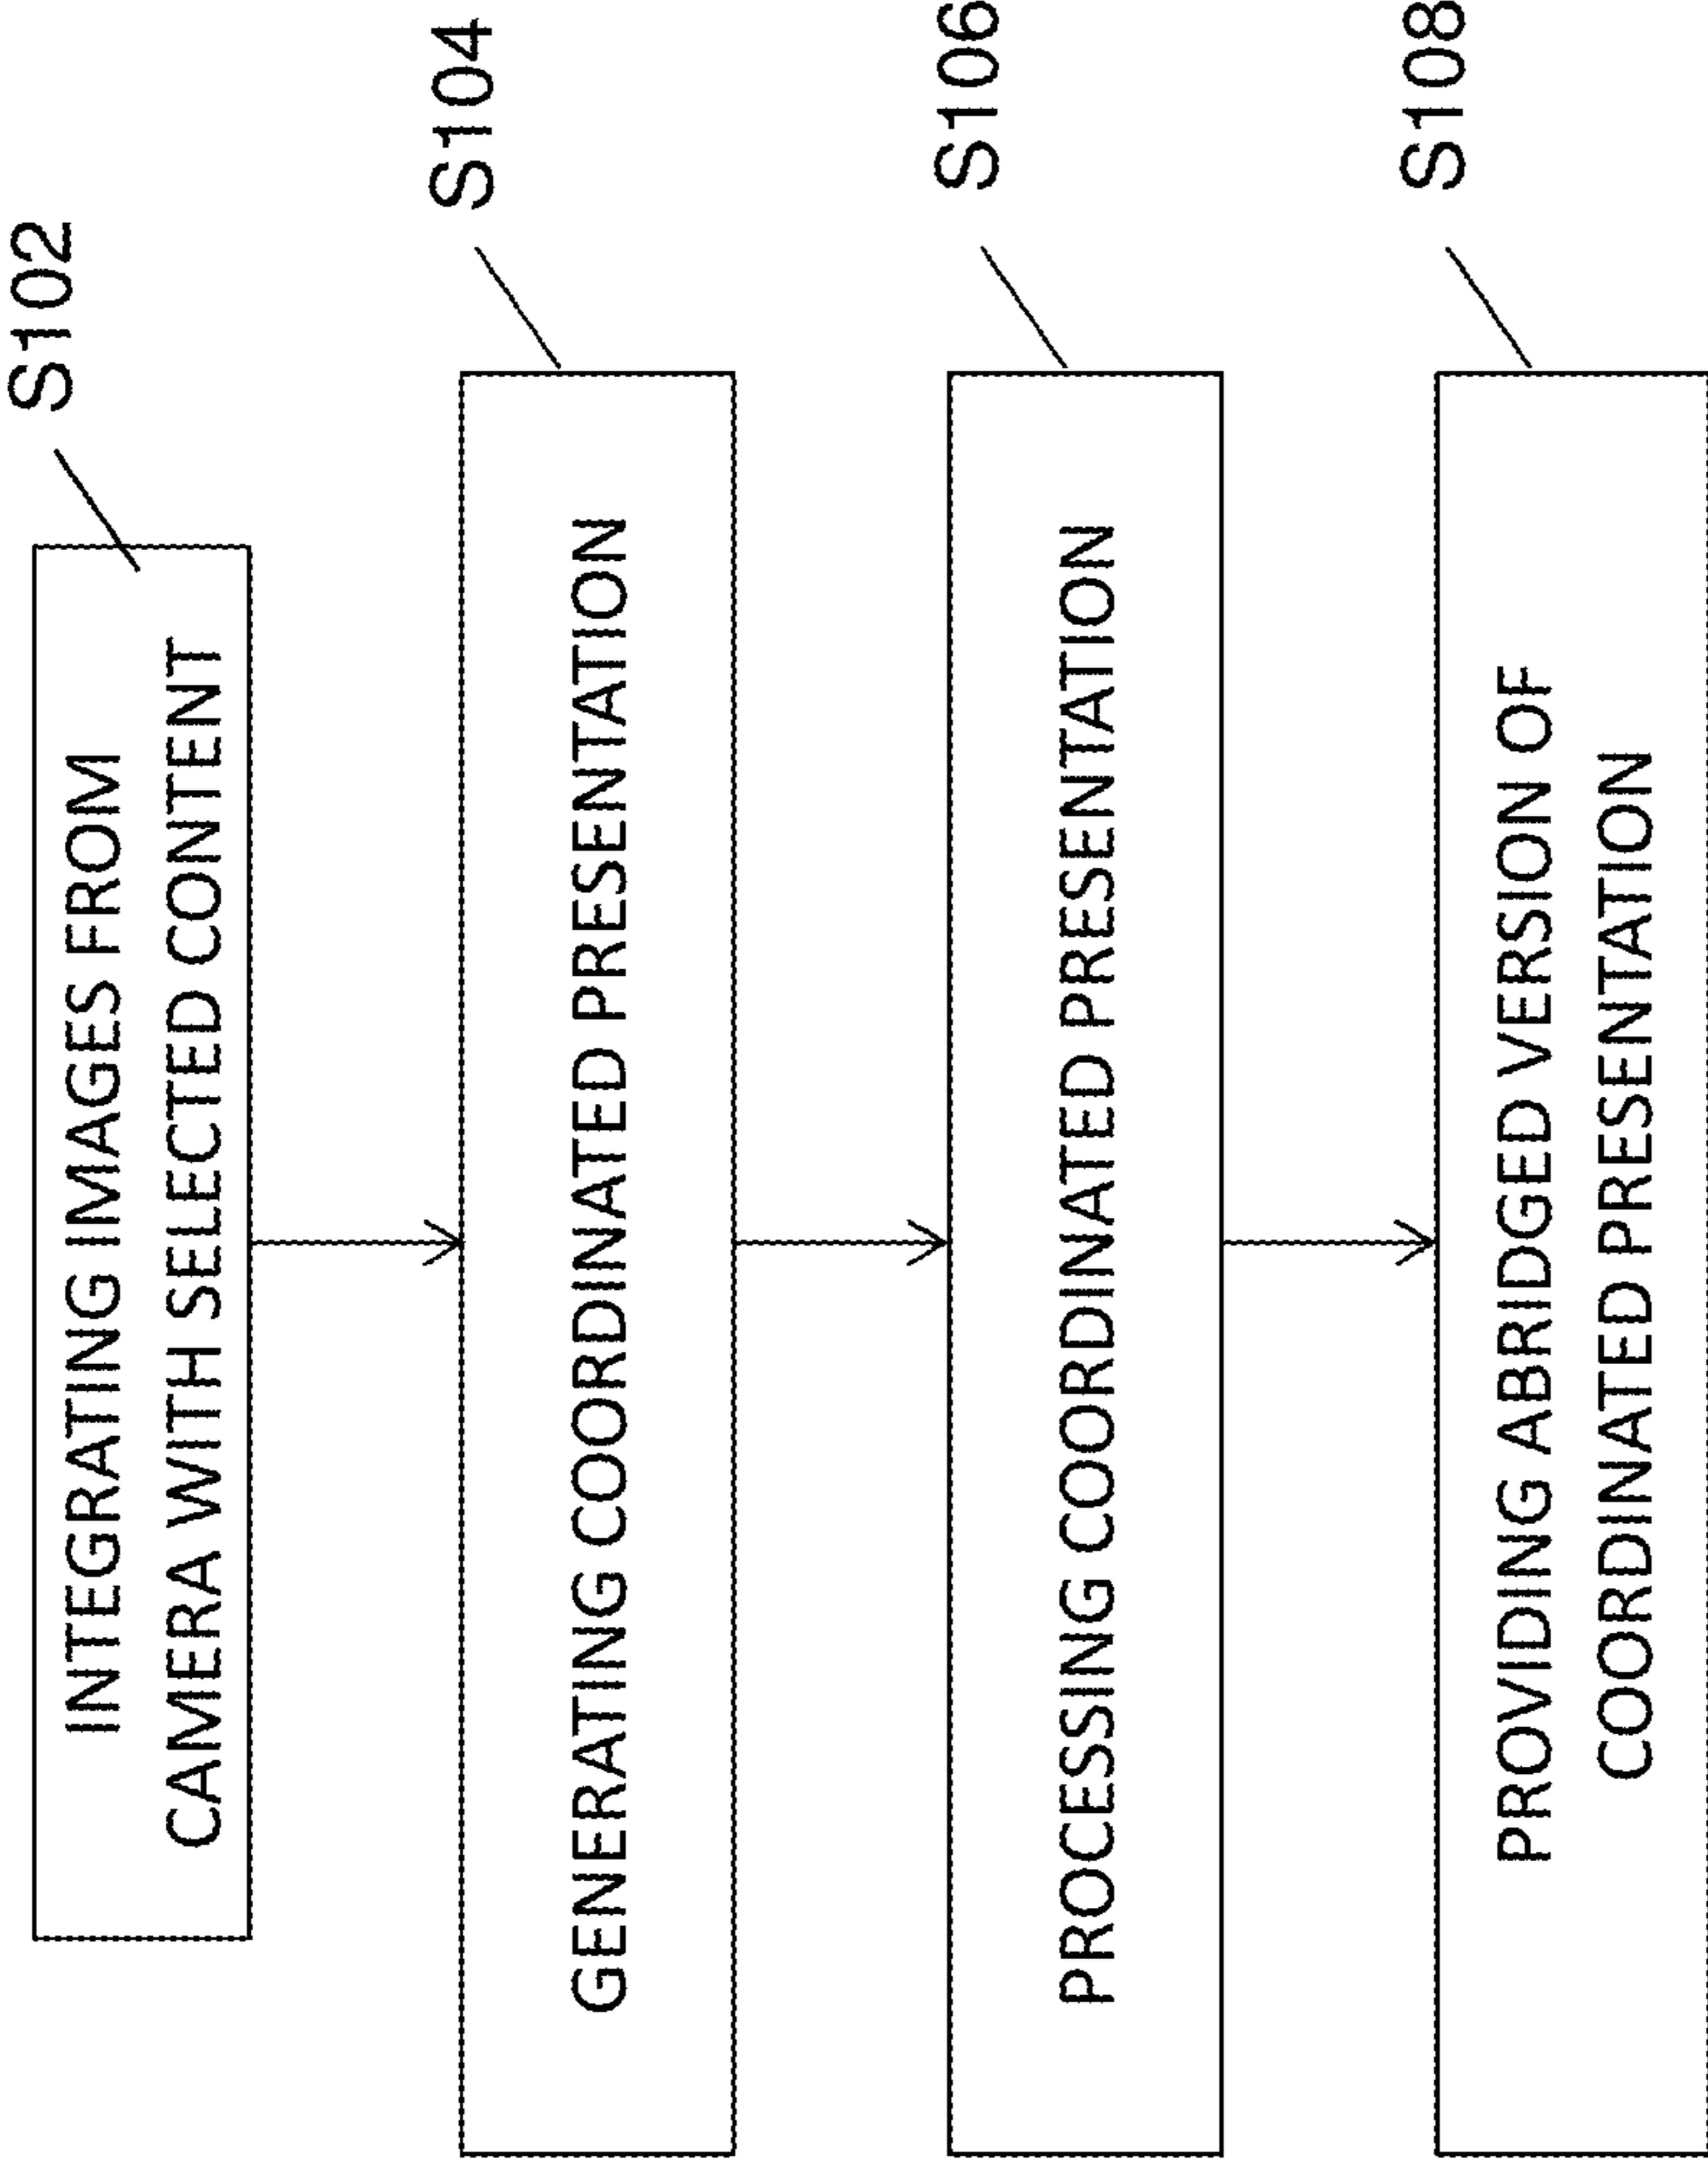 S102
INTEGRATING IMAGES FROM
CAMERA WITH SELECTED CONTENT
S104
GENERATING COORDINATED PRESENTATION
S106
PROCESSING COORDINATED PRESENTATION
S108
PROVIDING ABRIDGED VERSION OF
COORDINATED PRESENTATION